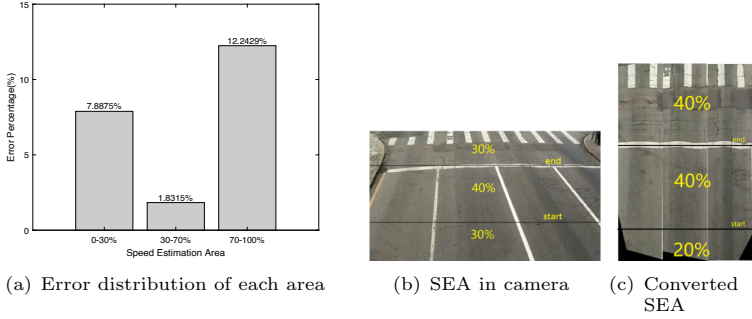 15
10
5
0
Error Percentage(%)
7.8875%
1.8315%
12.2429%
0-30%
30-70%
70-100%
Speed Estimation Area
(a) Error distribution of each area
30%
end
40%
start
30%
(b) SEA in camera
40%
end
40%
start
20%
(c) Converted
SEA